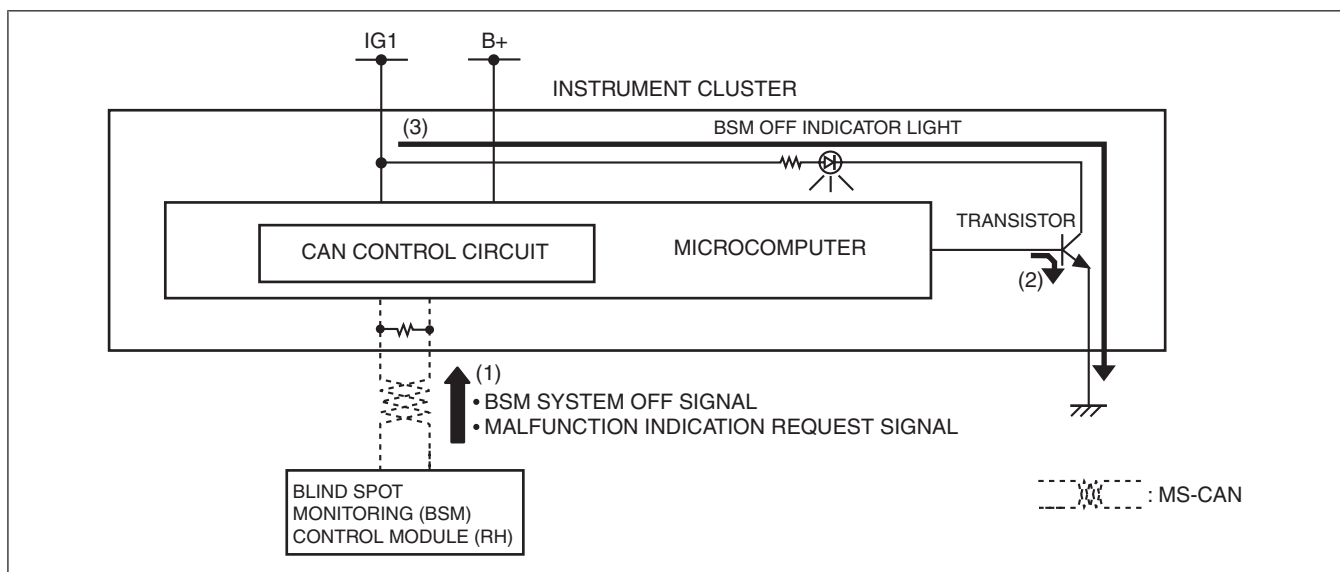 IG1
B+
INSTRUMENT CLUSTER
(3)
BSM OFF INDICATOR LIGHT
TRANSISTOR
CAN CONTROL CIRCUIT
MICROCOMPUTER
(2)
(1)
• BSM SYSTEM OFF SIGNAL
• MALFUNCTION INDICATION REQUEST SIGNAL
BLIND SPOT
MONITORING (BSM)
CONTROL MODULE (RH)
: MS-CAN